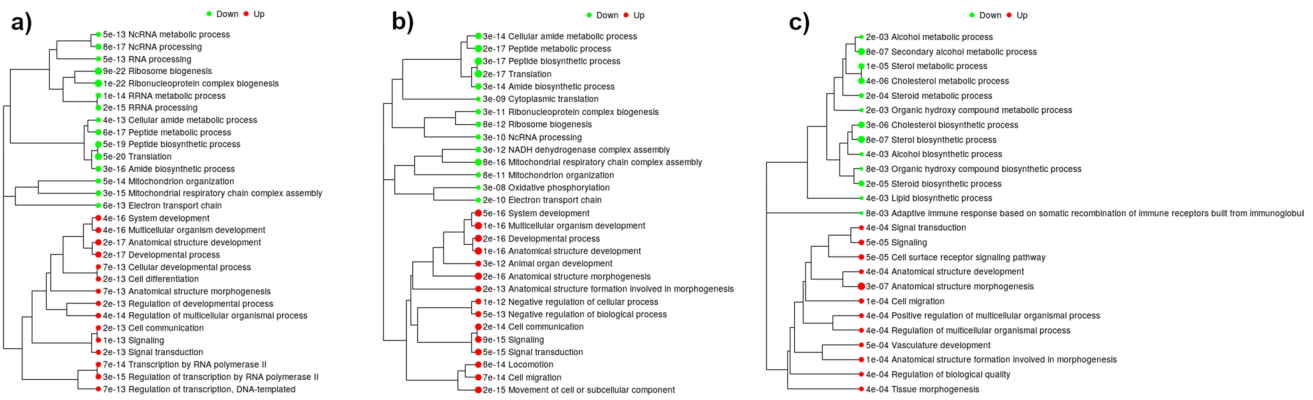 a)
Down Up
5e-13 NcRNA metabolic process
8e-17 NcRNA processing
5e-13 RNA processing
9e-22 Ribosome biogenesis
1e-22 Ribonucleoprotein complex biogenesis
1e-14 RRNA metabolic process
2e-15 RRNA processing
4e-13 Cellular amide metabolic process
6e-17 Peptide metabolic process
5e-19 Peptide biosynthetic process
5e-20 Translation
3e-16 Amide biosynthetic process
5e-14 Mitochondrion organization
3e-15 Mitochondrial respiratory chain complex assembly
6e-13 Electron transport chain
4e-16 System development
4e-16 Multicellular organism development
2e-17 Anatomical structure development
2e-17 Developmental process
7e-13 Cellular developmental process
2e-13 Cell differentiation
7e-13 Anatomical structure morphogenesis
2e-13 Regulation of developmental process
4e-14 Regulation of multicellular organismal process
2e-13 Cell communication
1e-13 Signaling
2e-13 Signal transduction
7e-14 Transcription by RNA polymerase II
3e-15 Regulation of transcription by RNA polymerase II
7e-13 Regulation of transcription, DNA-templated
b)
Down Up
3e-14 Cellular amide metabolic process
2e-17 Peptide metabolic process
3e-17 Peptide biosynthetic process
2e-17 Translation
3e-14 Amide biosynthetic process
3e-09 Cytoplasmic translation
3e-11 Ribonucleoprotein complex biogenesis
8e-12 Ribosome biogenesis
3e-10 NcRNA processing
3e-12 NADH dehydrogenase complex assembly
8e-16 Mitochondrial respiratory chain complex assembly
8e-11 Mitochondrion organization
3e-08 Oxidative phosphorylation
2e-10 Electron transport chain
5e-16 System development
1e-16 Multicellular organism development
2e-16 Developmental process
1e-16 Anatomical structure development
3e-12 Animal organ development
2e-16 Anatomical structure morphogenesis
2e-13 Anatomical structure formation involved in morphogenesis
1e-12 Negative regulation of cellular process
5e-13 Negative regulation of biological process
2e-14 Cell communication
9e-15 Signaling
5e-15 Signal transduction
8e-14 Locomotion
7e-14 Cell migration
2e-15 Movement of cell or subcellular component
c)
Down Up
2e-03 Alcohol metabolic process
8e-07 Secondary alcohol metabolic process
1e-05 Sterol metabolic process
4e-06 Cholesterol metabolic process
2e-04 Steroid metabolic process
2e-03 Organic hydroxy compound metabolic process
3e-06 Cholesterol biosynthetic process
8e-07 Sterol biosynthetic process
4e-03 Alcohol biosynthetic process
8e-03 Organic hydroxy compound biosynthetic process
2e-05 Steroid biosynthetic process
4e-03 Lipid biosynthetic process
8e-03 Adaptive immune response based on somatic recombination of immune receptors built from immunoglobul
4e-04 Signal transduction
5e-05 Signaling
5e-05 Cell surface receptor signaling pathway
4e-04 Anatomical structure development
3e-07 Anatomical structure morphogenesis
1e-04 Cell migration
4e-04 Positive regulation of multicellular organismal process
4e-04 Regulation of multicellular organismal process
5e-04 Vasculature development
1e-04 Anatomical structure formation involved in morphogenesis
4e-04 Regulation of biological quality
4e-04 Tissue morphogenesis